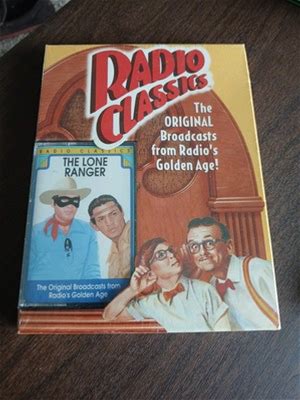 RADIO
CLASSICS
The
ORIGINAL
Broadcasts
from Radio's
Golden Age!
RADIO CLASSICS
THE LONE
RANGER
The Original Broadcasts from
Radio's Golden Age